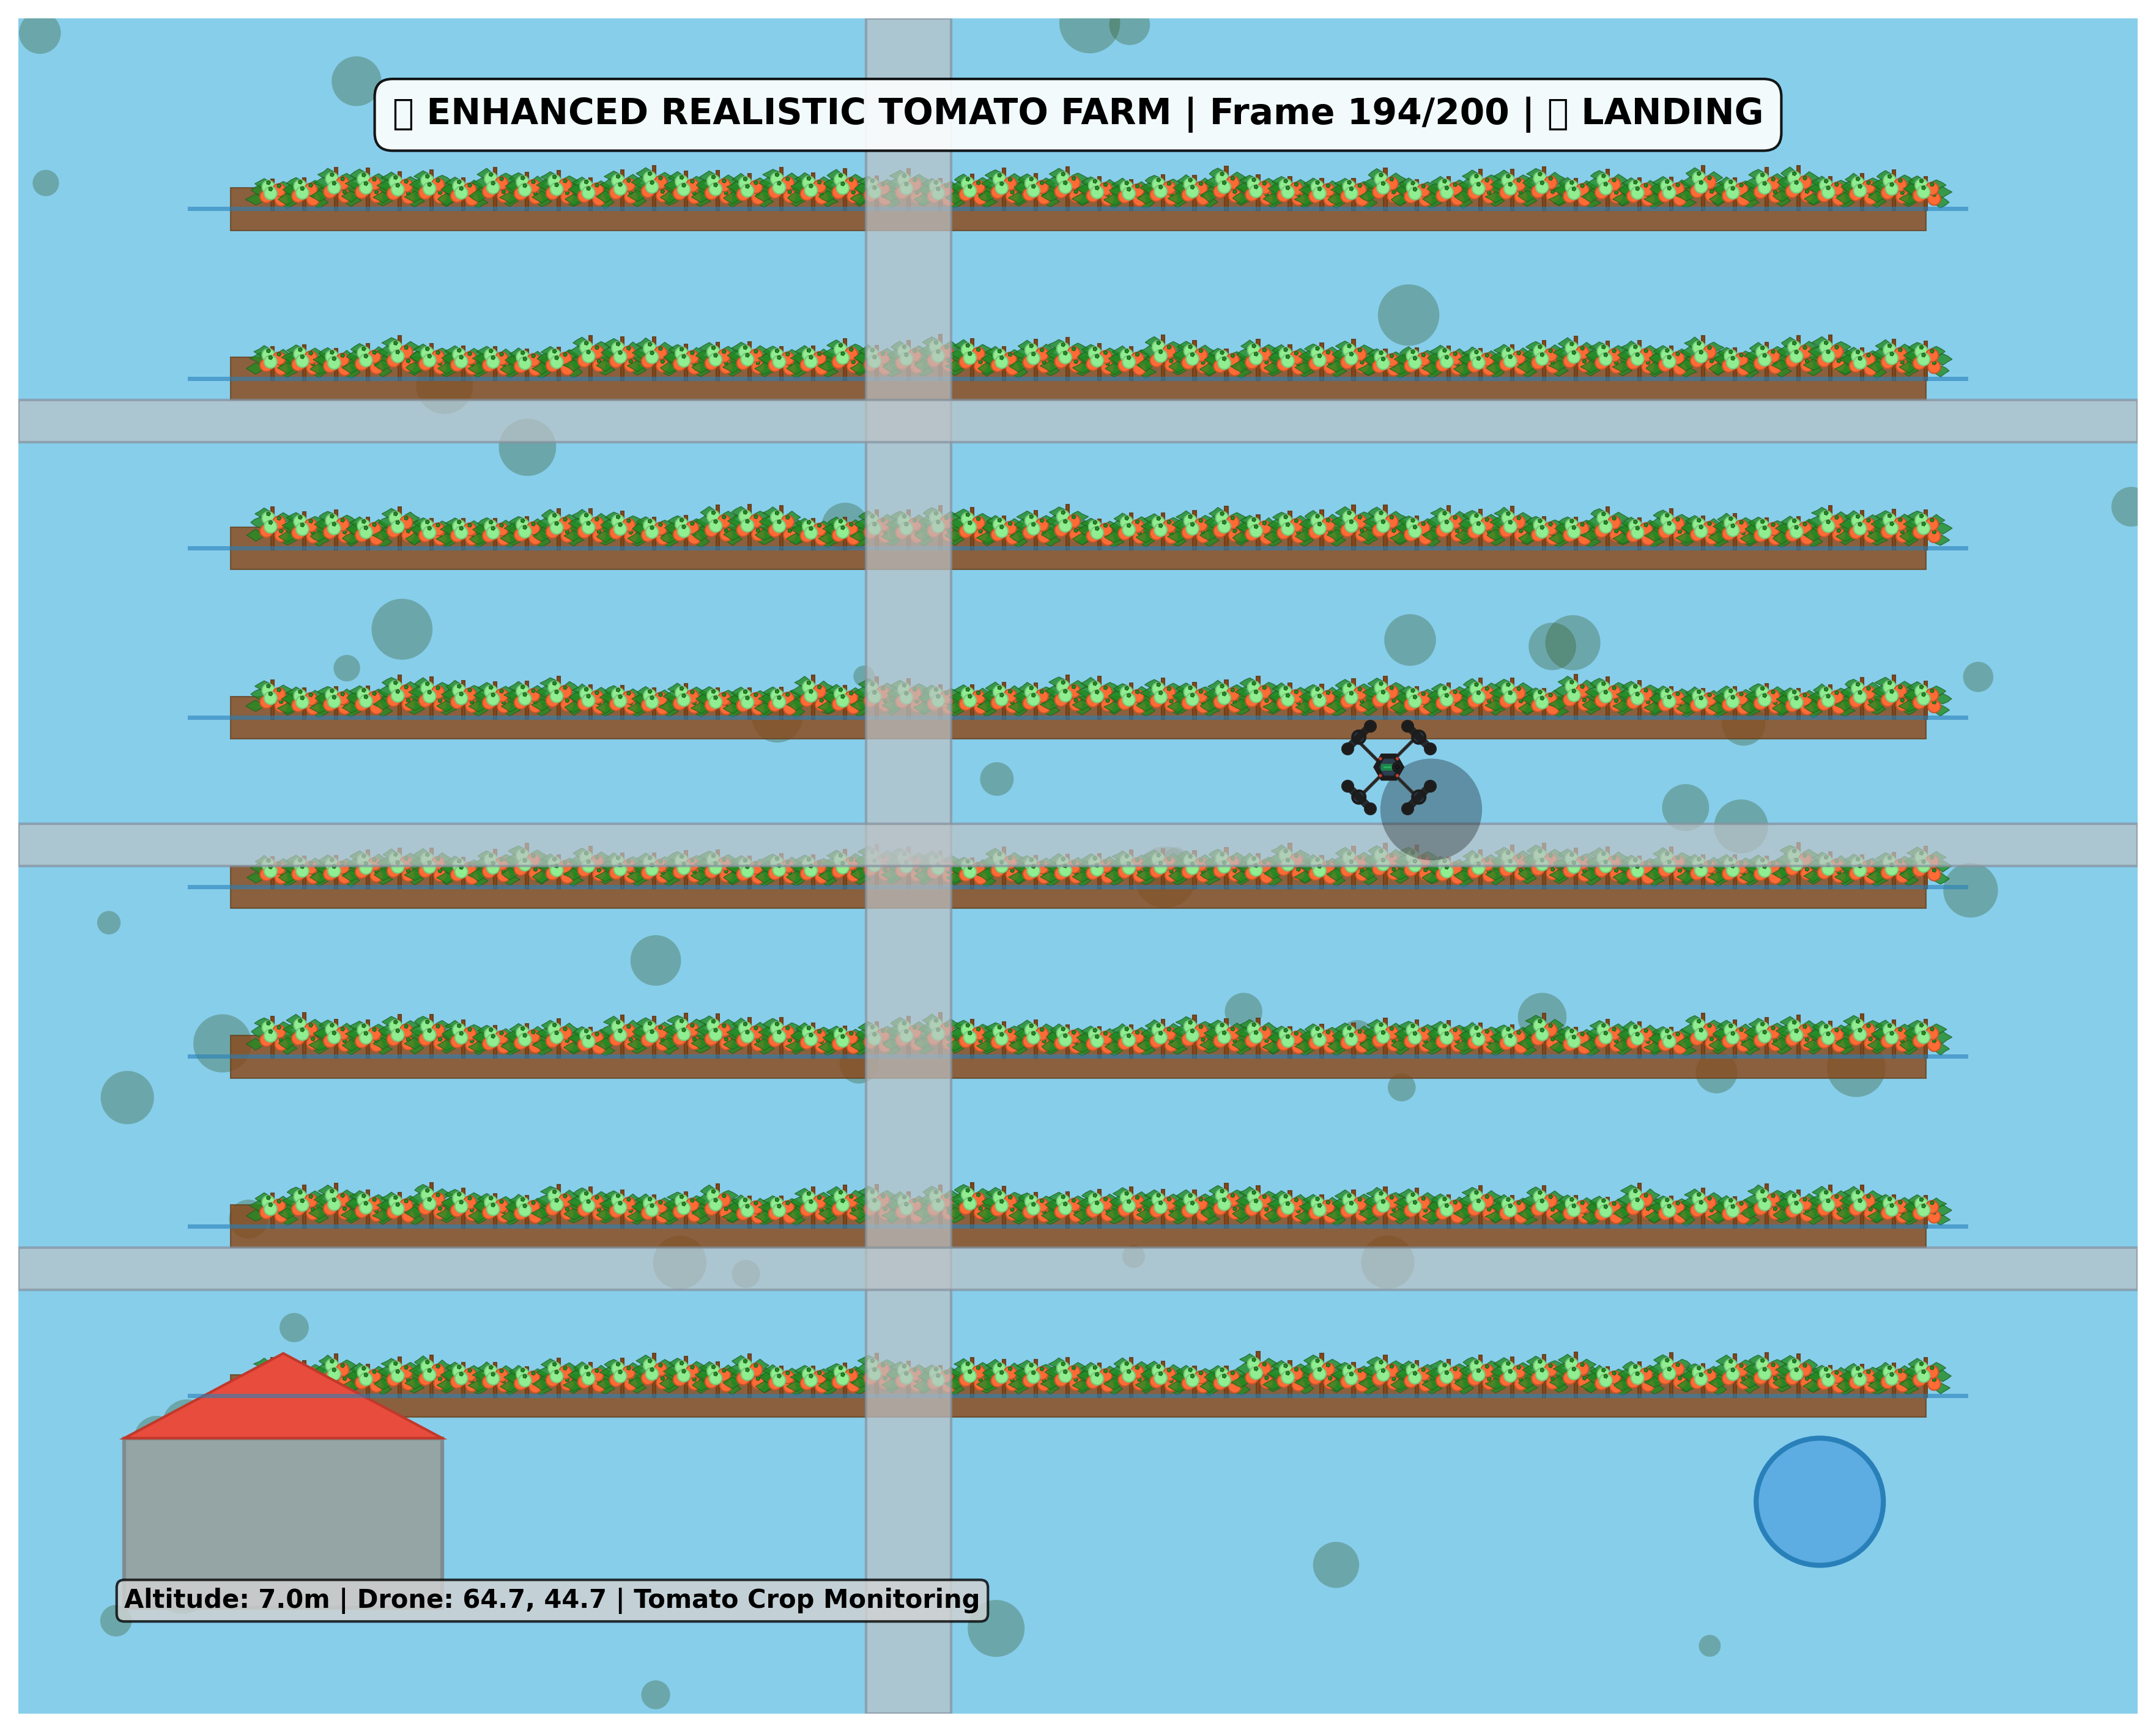 ▯ ENHANCED REALISTIC TOMATO FARM | Frame 194/200 | ▯ LANDING
Altitude: 7.0m | Drone: 64.7, 44.7 | Tomato Crop Monitoring